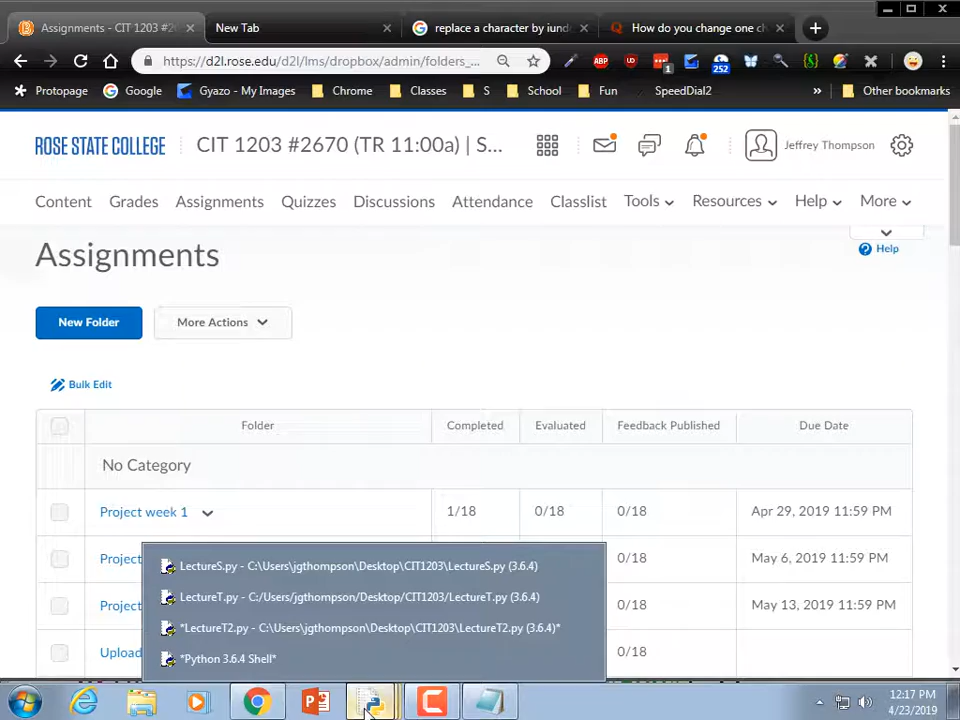 Assignments - CIT 1203 #2
New Tab
replace a character by iund
How do you change one ch
https://d2l.rose.edu/d2l/lms/dropbox/admin/folders_...
ABP
1
252
Protopage
Google
Gyazo - My Images
Chrome
Classes
S
School
Fun
SpeedDial2
»
Other bookmarks
ROSE STATE COLLEGE
CIT 1203 #2670 (TR 11:00a) | S...
Jeffrey Thompson
Content
Grades
Assignments
Quizzes
Discussions
Attendance
Classlist
Tools
Resources
Help
More
Assignments
Help
New Folder
More Actions
Bulk Edit
Folder
Completed
Evaluated
Feedback Published
Due Date
No Category
Project week 1
1/18
0/18
0/18
Apr 29, 2019 11:59 PM
Project
0/18
May 6, 2019 11:59 PM
Project
0/18
May 13, 2019 11:59 PM
Upload
0/18
LectureS.py - C:\Users\jgthompson\Desktop\CIT1203\LectureS.py (3.6.4)
LectureT.py - C:/Users/jgthompson/Desktop/CIT1203/LectureT.py (3.6.4)
*LectureT2.py - C:\Users\jgthompson\Desktop\CIT1203\LectureT2.py (3.6.4)*
*Python 3.6.4 Shell*
12:17 PM
4/23/2019